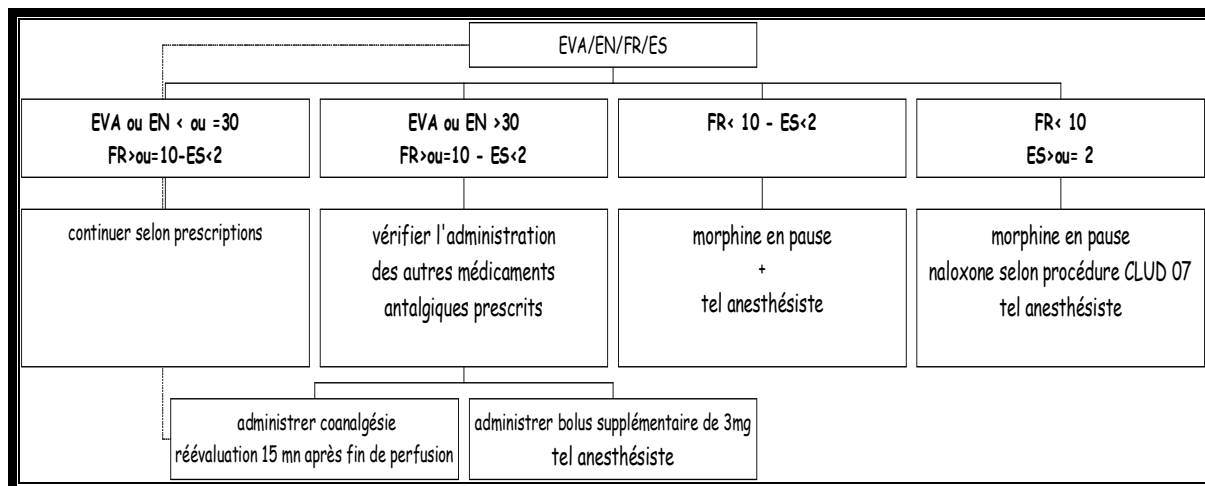 EVA/EN/FR/ES
EVA ou EN < ou =30
FR>ou=10-ES<2
EVA ou EN >30
FR>ou=10 - ES<2
FR< 10 - ES<2
FR< 10
ES>ou= 2
continuer selon prescriptions
vérifier l'administration
des autres médicaments
antalgiques prescrits
morphine en pause
+
tel anesthésiste
morphine en pause
naloxone selon procédure CLUD 07
tel anesthésiste
administrer coanalgésie
réévaluation 15 mn après fin de perfusion
administrer bolus supplémentaire de 3mg
tel anesthésiste